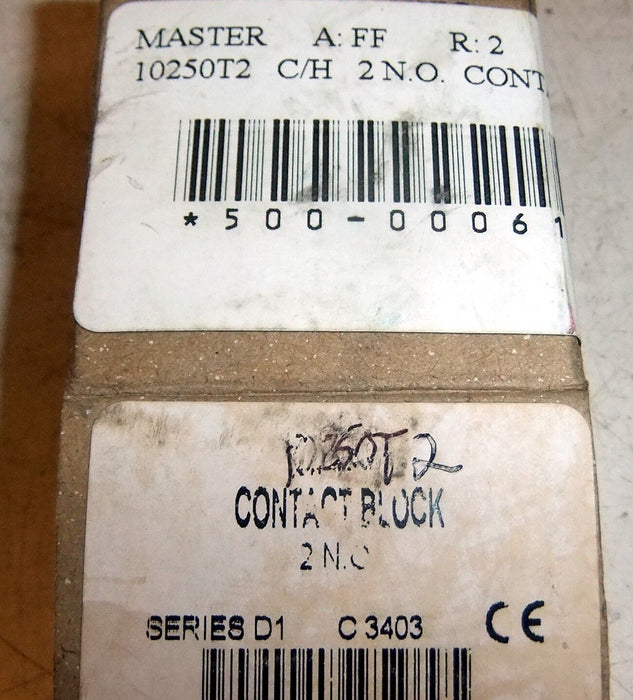 MASTER A: FF R: 2
10250T2 C/H 2 N.O. CONT
*500-00061
10250T2
CONTACT BLOCK
2 N.O
SERIES D1 C 3403 CE